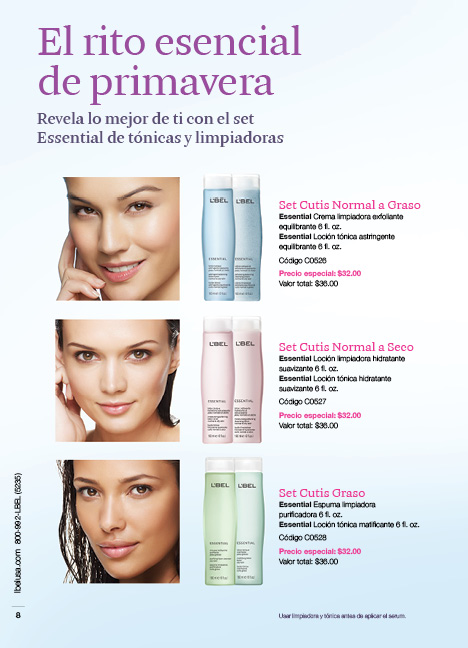 El rito esencial
de primavera
Revela lo mejor de ti con el set
Essential de tónicas y limpiadoras
L'BEL
ESSENTIAL
L'BEL
ESSENTIAL
Set Cutis Normal a Graso
Essential Crema limpiadora exfoliante
equilibrante 6 fl. oz.
Essential Loción tónica astringente
equilibrante 6 fl. oz.
Código C0526
Precio especial: $32.00
Valor total: $36.00
L'BEL
ESSENTIAL
L'BEL
ESSENTIAL
Set Cutis Normal a Seco
Essential Loción limpiadora hidratante
suavizante 6 fl. oz.
Essential Loción tónica hidratante
suavizante 6 fl. oz.
Código C0527
Precio especial: $32.00
Valor total: $36.00
L'BEL
ESSENTIAL
L'BEL
ESSENTIAL
Set Cutis Graso
Essential Espuma limpiadora
purificadora 6 fl. oz.
Essential Loción tónica matificante 6 fl. oz.
Código C0528
Precio especial: $32.00
Valor total: $36.00
lbelusa.com 800-992-LBEL (5235)
8
Usar limpiadora y tónica antes de aplicar el serum.